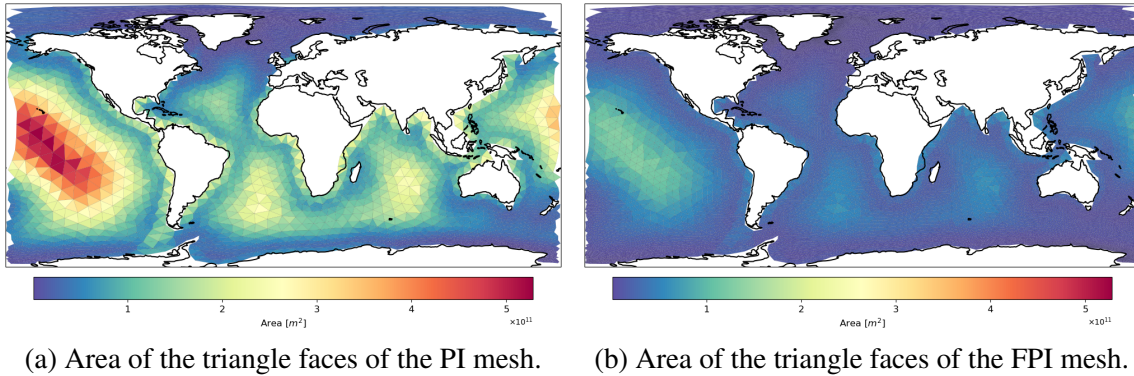 1 2 3 4 5
Area [m²]
×10¹¹
1 2 3 4 5
Area [m²]
×10¹¹
(a) Area of the triangle faces of the PI mesh.
(b) Area of the triangle faces of the FPI mesh.